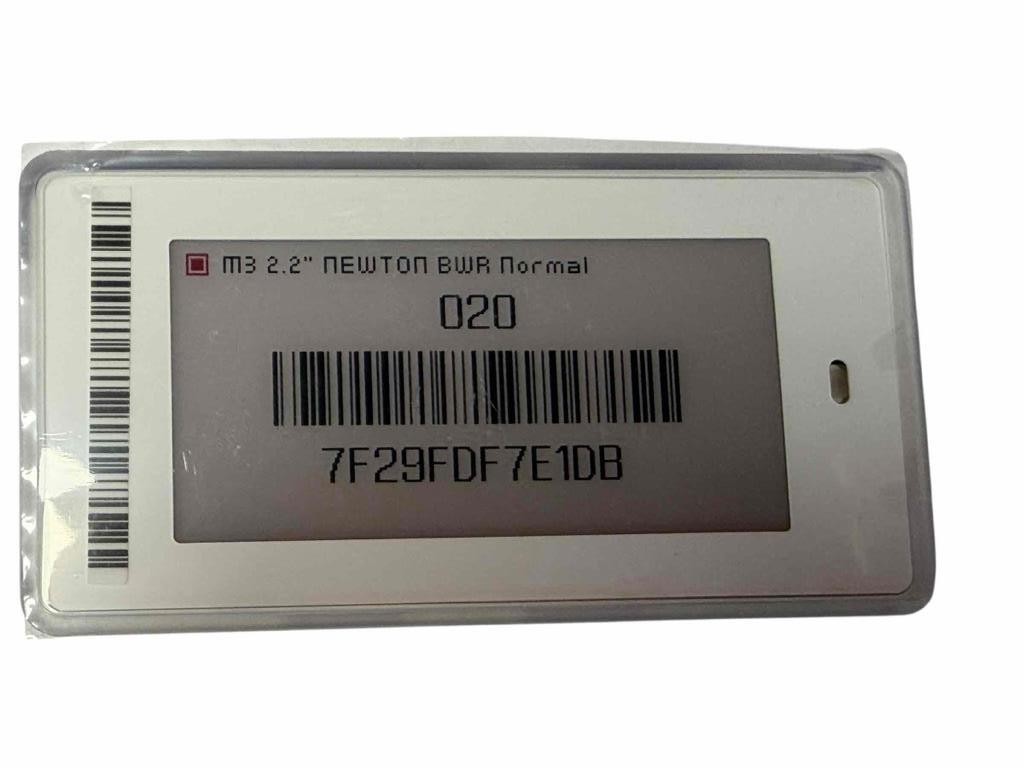 M3 2.2" NEWTON BWR Normal
020
7F29FDF7E1DB